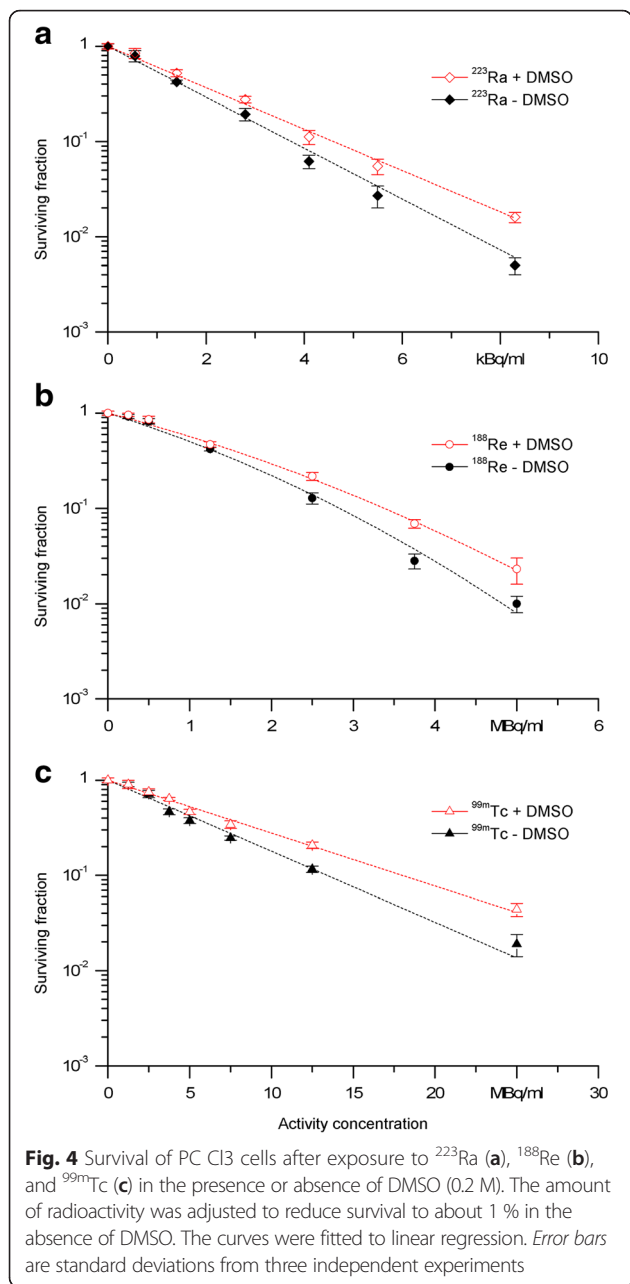 a
1
10⁻¹
10⁻²
10⁻³
Surviving fraction
²²³Ra + DMSO
²²³Ra - DMSO
0 2 4 6 kBq/ml 10
b
1
10⁻¹
10⁻²
10⁻³
Surviving fraction
¹⁸⁸Re + DMSO
¹⁸⁸Re - DMSO
0 1 2 3 4 MBq/ml 6
c
1
10⁻¹
10⁻²
10⁻³
Surviving fraction
⁹⁹ᵐTc + DMSO
⁹⁹ᵐTc - DMSO
0 5 10 15 20 MBq/ml 30
Activity concentration
Fig. 4 Survival of PC Cl3 cells after exposure to ²²³Ra (a), ¹⁸⁸Re (b),
and ⁹⁹ᵐTc (c) in the presence or absence of DMSO (0.2 M). The amount
of radioactivity was adjusted to reduce survival to about 1 % in the
absence of DMSO. The curves were fitted to linear regression. Error bars
are standard deviations from three independent experiments